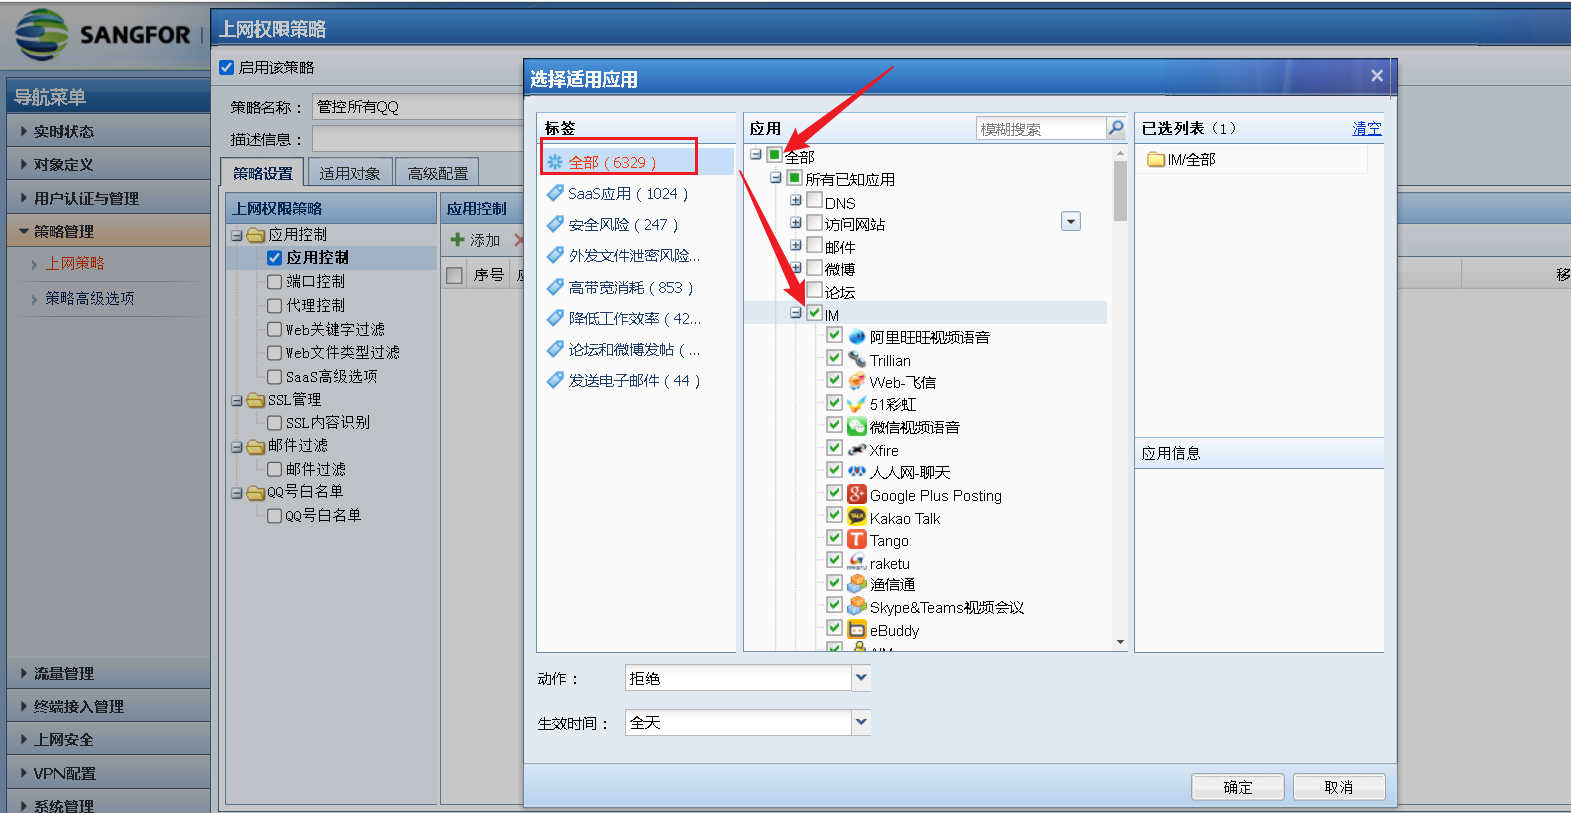 SANGFOR
上网权限策略
导航菜单
实时状态
对象定义
用户认证与管理
策略管理
上网策略
策略高级选项
流量管理
终端接入管理
上网安全
VPN配置
系统管理
启用该策略
策略名称：
管控所有QQ
描述信息：
策略设置
适用对象
高级配置
上网权限策略
应用控制
应用控制
端口控制
代理控制
Web关键字过滤
Web文件类型过滤
SaaS高级选项
SSL管理
SSL内容识别
邮件过滤
邮件过滤
QQ号白名单
QQ号白名单
应用控制
添加
序号
移
选择适用应用
标签
全部（6329）
SaaS应用（1024）
安全风险（247）
外发文件泄密风险...
高带宽消耗（853）
降低工作效率（42...
论坛和微博发帖（...
发送电子邮件（44）
应用
模糊搜索
全部
所有已知应用
DNS
访问网站
邮件
微博
论坛
IM
阿里旺旺视频语音
Trillian
Web-飞信
51彩虹
微信视频语音
Xfire
人人网-聊天
Google Plus Posting
Kakao Talk
Tango
raketu
渔信通
Skype&Teams视频会议
eBuddy
已选列表（1）
清空
IM/全部
应用信息
动作：
拒绝
生效时间：
全天
确定
取消